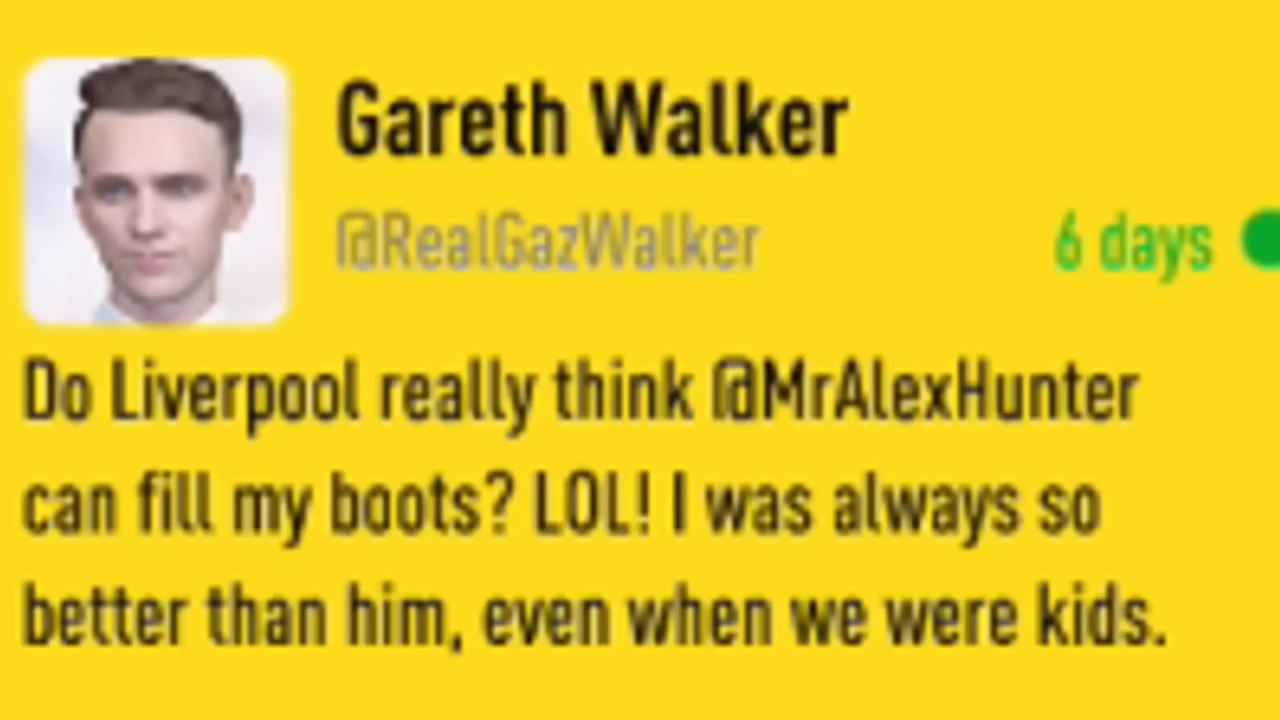 Gareth Walker
@RealGazWalker
6 days
Do Liverpool really think @MrAlexHunter
can fill my boots? LOL! I was always so
better than him, even when we were kids.